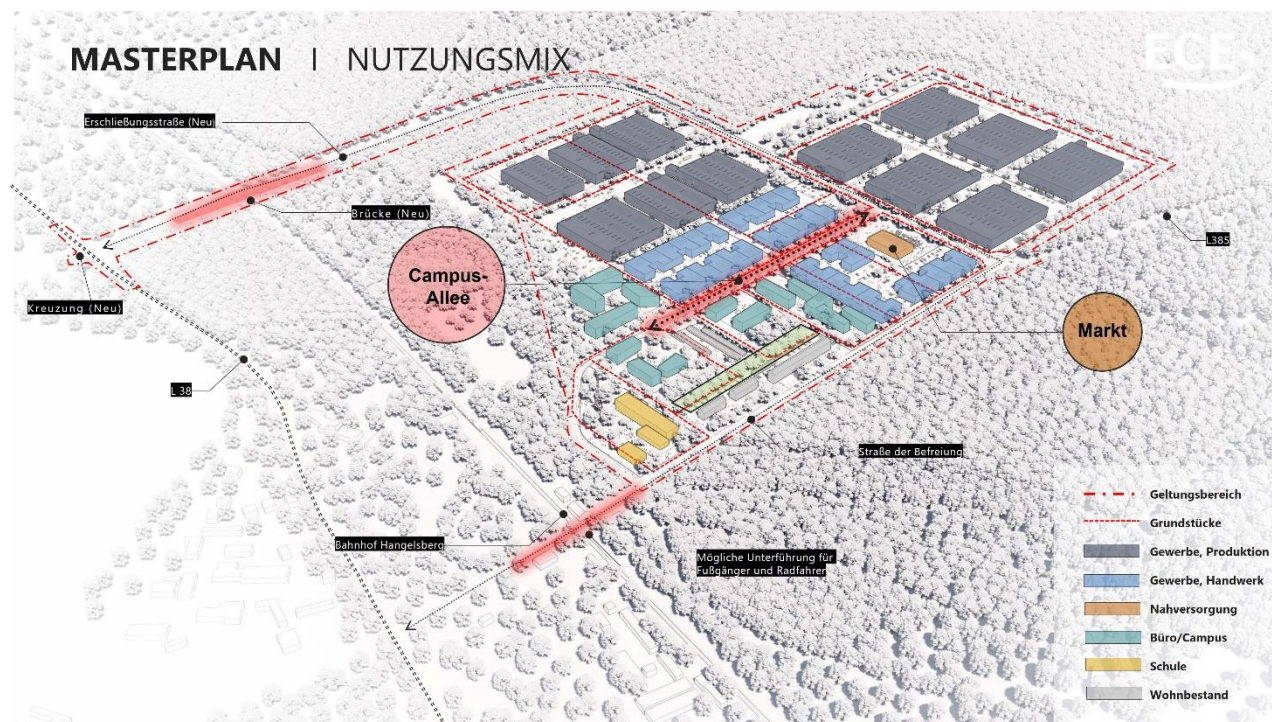 MASTERPLAN | NUTZUNGSMIX
ECE
Erschließungsstraße (Neu)
Brücke (Neu)
L385
Campus-
Allee
Kreuzung (Neu)
Markt
L 38
Straße der Befreiung
Bahnhof Hangelsberg
Mögliche Unterführung für
Fußgänger und Radfahrer
Geltungsbereich
Grundstücke
Gewerbe, Produktion
Gewerbe, Handwerk
Nahversorgung
Büro/Campus
Schule
Wohnbestand